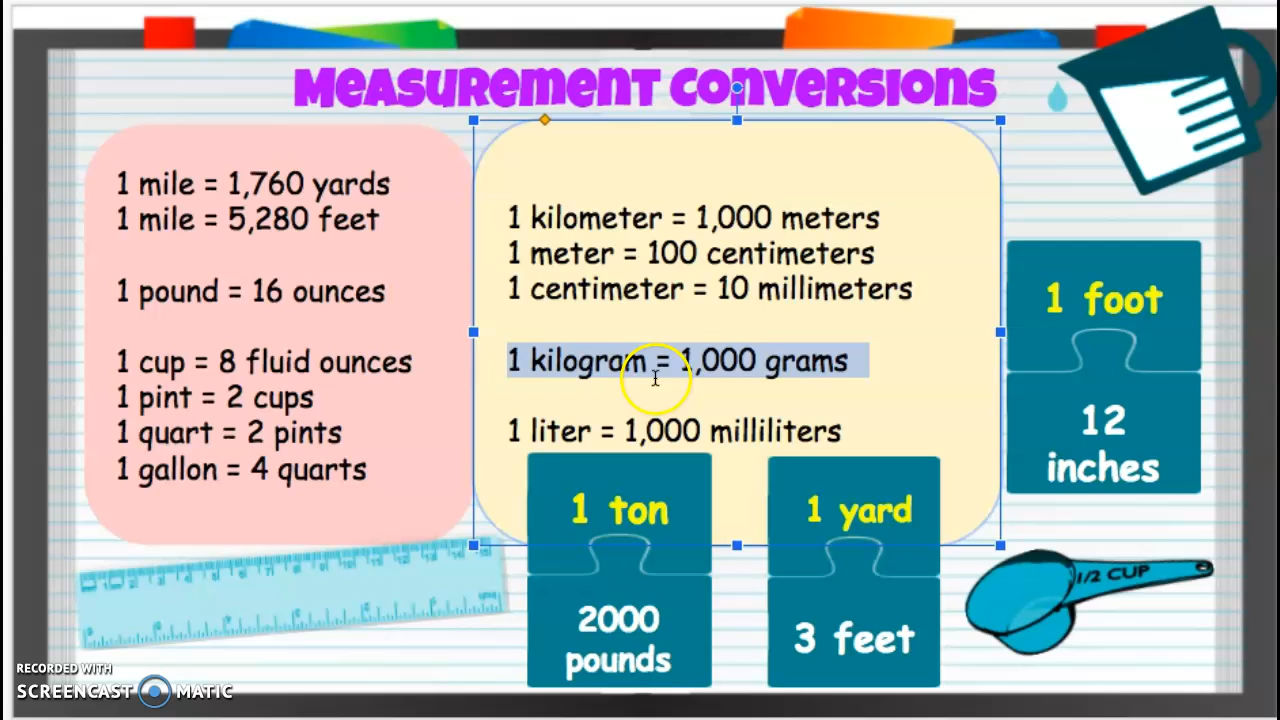 Measurement Conversions
1 mile = 1,760 yards
1 mile = 5,280 feet
1 pound = 16 ounces
1 cup = 8 fluid ounces
1 pint = 2 cups
1 quart = 2 pints
1 gallon = 4 quarts
1 kilometer = 1,000 meters
1 meter = 100 centimeters
1 centimeter = 10 millimeters
1 kilogram = 1,000 grams
1 liter = 1,000 milliliters
1 foot
12
inches
1 ton
2000
pounds
1 yard
3 feet
1/2 CUP
RECORDED WITH
SCREENCAST MATIC